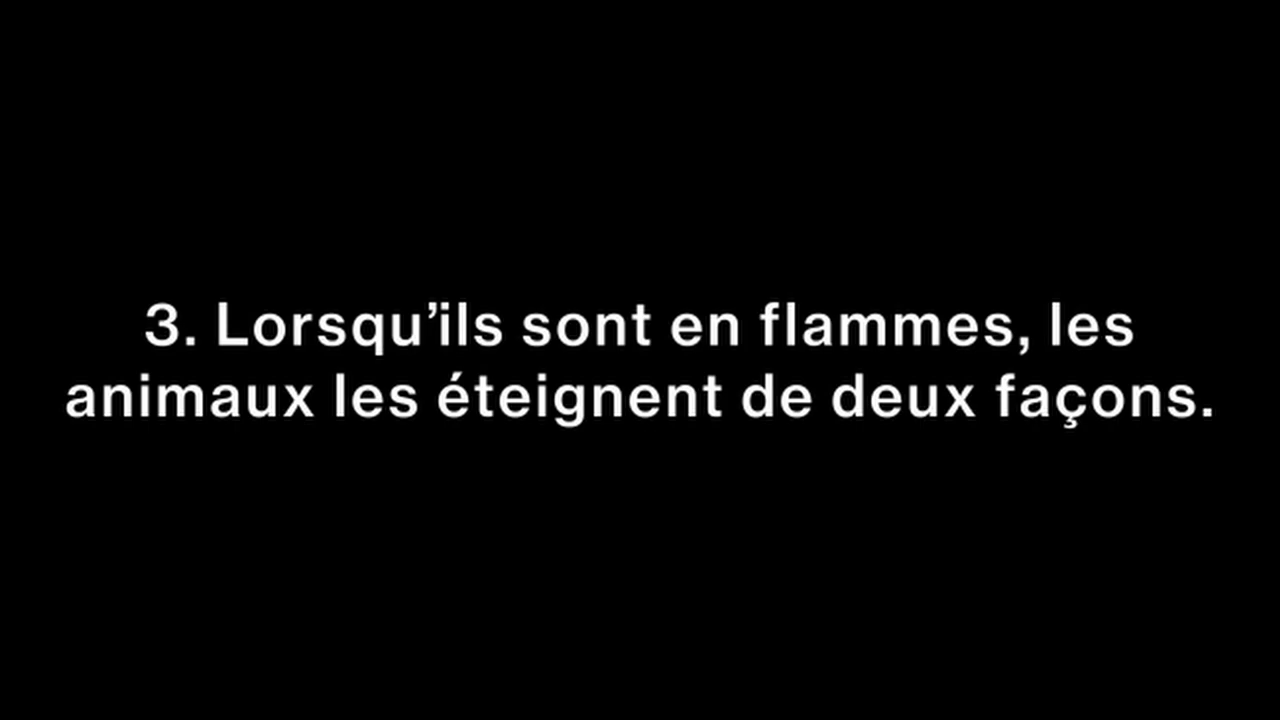 3. Lorsqu’ils sont en flammes, les
animaux les éteignent de deux façons.